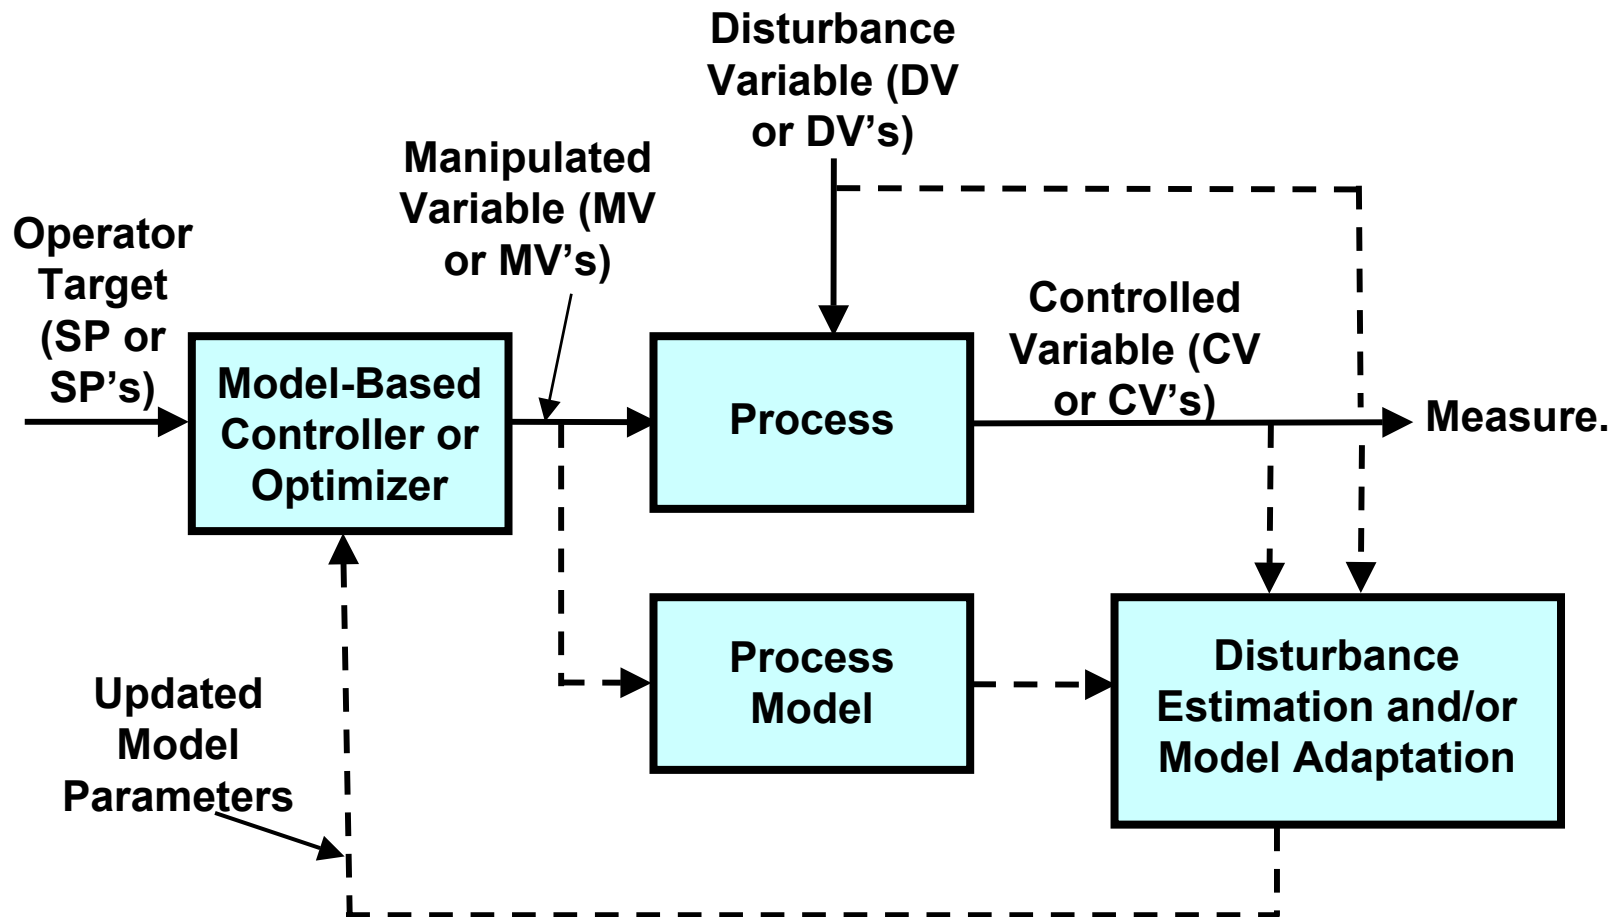 Disturbance
Variable (DV
or DV's)
Manipulated
Variable (MV
or MV's)
Operator
Target
(SP or
SP's)
Controlled
Variable (CV
or CV's)
Model-Based
Controller or
Optimizer
Process
Measure.
Process
Model
Disturbance
Estimation and/or
Model Adaptation
Updated
Model
Parameters